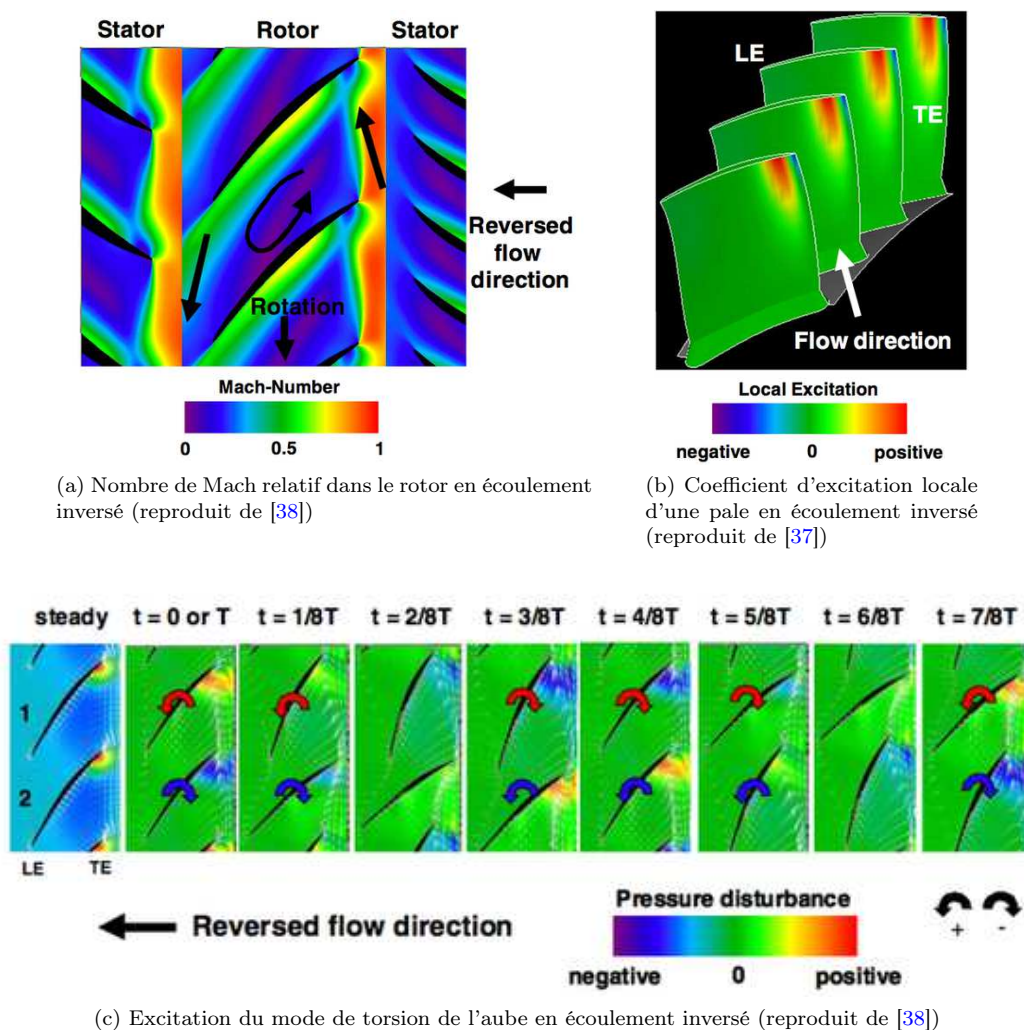 Stator Rotor Stator
Reversed
flow
direction
Rotation
Mach-Number
0 0.5 1
(a) Nombre de Mach relatif dans le rotor en écoulement
inversé (reproduit de [38])
LE
TE
Flow direction
Local Excitation
negative 0 positive
(b) Coefficient d'excitation locale
d'une pale en écoulement inversé
(reproduit de [37])
steady t = 0 or T t = 1/8T t = 2/8T t = 3/8T t = 4/8T t = 5/8T t = 6/8T t = 7/8T
1
2
LE TE
Reversed flow direction
Pressure disturbance
negative 0 positive
+ -
(c) Excitation du mode de torsion de l'aube en écoulement inversé (reproduit de [38])